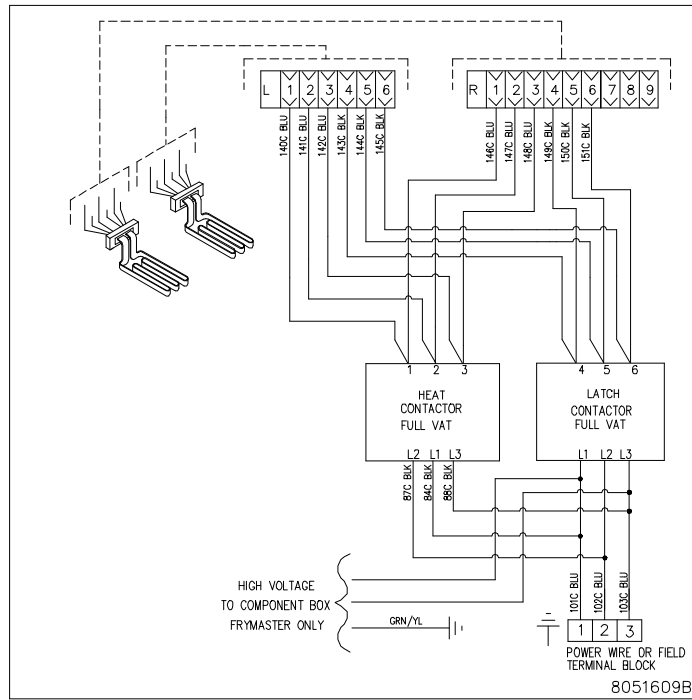 L 1 2 3 4 5 6
R 1 2 3 4 5 6 7 8 9
140C BLU
141C BLU
142C BLU
143C BLK
144C BLK
145C BLK
146C BLU
147C BLU
148C BLU
149C BLK
150C BLK
151C BLK
1 2 3
HEAT
CONTACTOR
FULL VAT
L2 L1 L3
4 5 6
LATCH
CONTACTOR
FULL VAT
L1 L2 L3
87C BLK
84C BLK
88C BLK
HIGH VOLTAGE
TO COMPONENT BOX
FRYMASTER ONLY
GRN/YL
101C BLU
102C BLU
103C BLU
1 2 3
POWER WIRE OR FIELD
TERMINAL BLOCK
8051609B